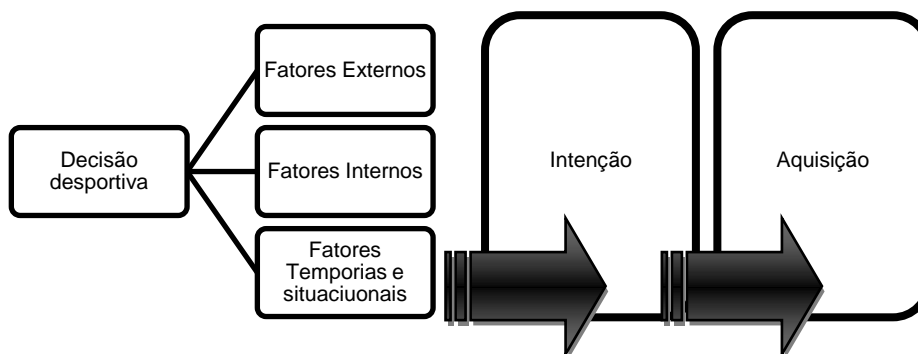 Decisão
desportiva
Fatores Externos
Fatores Internos
Fatores
Temporias e
situaciuonais
Intenção
Aquisição